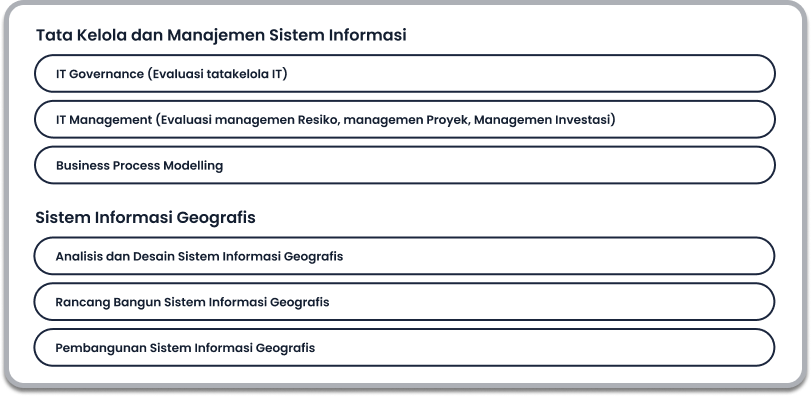 Tata Kelola dan Manajemen Sistem Informasi
IT Governance (Evaluasi tatakelola IT)
IT Management (Evaluasi managemen Resiko, managemen Proyek, Managemen Investasi)
Business Process Modelling
Sistem Informasi Geografis
Analisis dan Desain Sistem Informasi Geografis
Rancang Bangun Sistem Informasi Geografis
Pembangunan Sistem Informasi Geografis